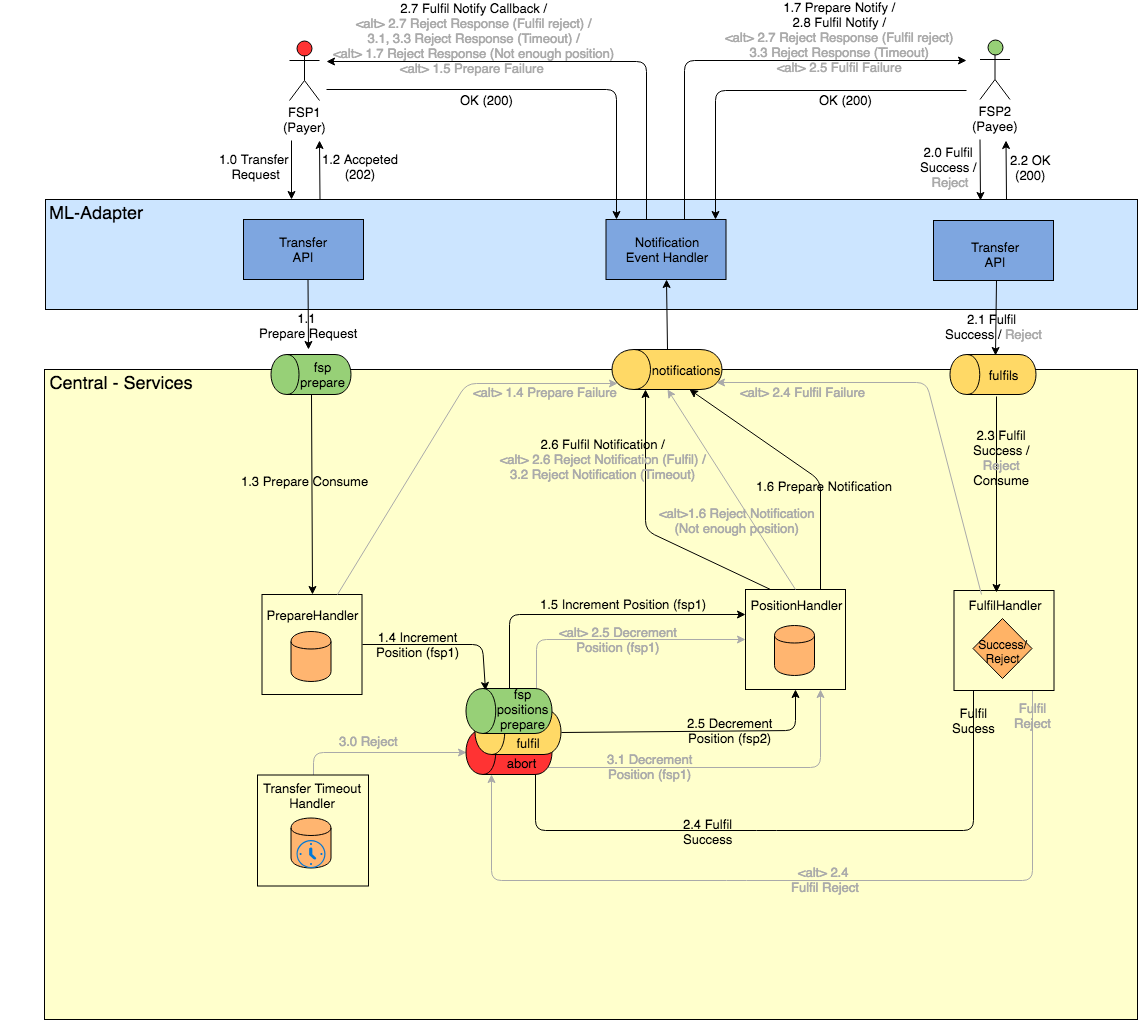 2.7 Fulfil Notify Callback /
<alt> 2.7 Reject Response (Fulfil reject) /
3.1, 3.3 Reject Response (Timeout) /
<alt> 1.7 Reject Response (Not enough position)
<alt> 1.5 Prepare Failure
1.7 Prepare Notify /
2.8 Fulfil Notify /
<alt> 2.7 Reject Response (Fulfil reject)
3.3 Reject Response (Timeout)
<alt> 2.5 Fulfil Failure
OK (200)
OK (200)
FSP1
(Payer)
FSP2
(Payee)
1.0 Transfer
Request
1.2 Accpeted
(202)
2.0 Fulfil
Success /
Reject
2.2 OK
(200)
ML-Adapter
Transfer
API
Notification
Event Handler
Transfer
API
1.1
Prepare Request
2.1 Fulfil
Success / Reject
Central - Services
fsp
prepare
notifications
fulfils
<alt> 1.4 Prepare Failure
<alt> 2.4 Fulfil Failure
2.6 Fulfil Notification /
<alt> 2.6 Reject Notification (Fulfil) /
3.2 Reject Notification (Timeout)
2.3 Fulfil
Success /
Reject
Consume
1.3 Prepare Consume
1.6 Prepare Notification
<alt>1.6 Reject Notification
(Not enough position)
PrepareHandler
1.4 Increment
Position (fsp1)
1.5 Increment Position (fsp1)
<alt> 2.5 Decrement
Position (fsp1)
PositionHandler
FulfilHandler
Success/
Reject
fsp
positions
prepare
fulfil
abort
2.5 Decrement
Position (fsp2)
3.1 Decrement
Position (fsp1)
Fulfil
Sucess
Fulfil
Reject
3.0 Reject
Transfer Timeout
Handler
2.4 Fulfil
Success
<alt> 2.4
Fulfil Reject